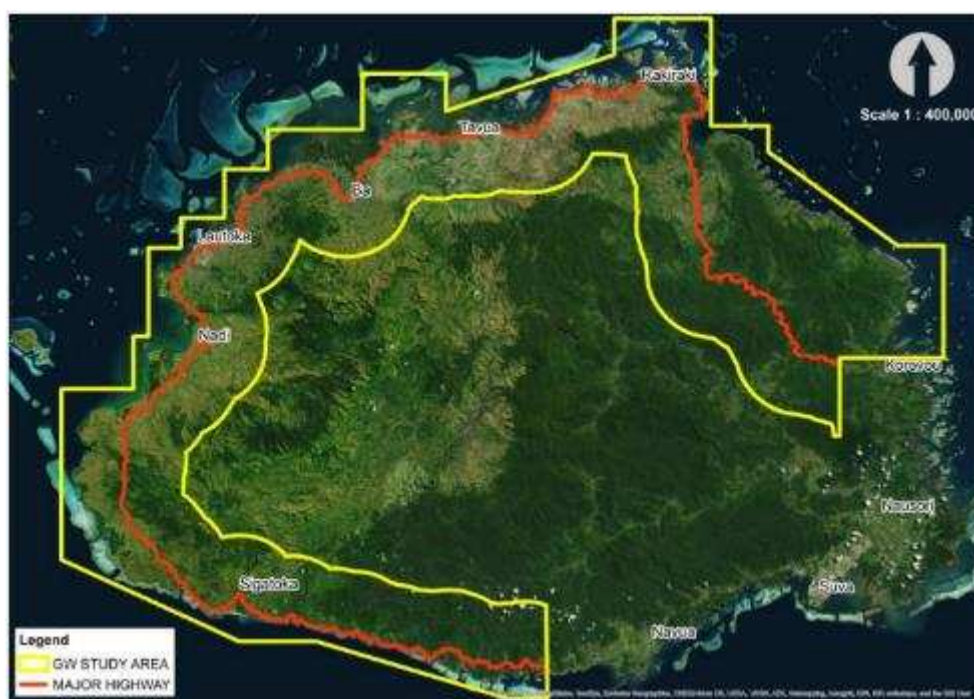 Rakiraki
Scale 1 : 400,000
Tavua
Ba
Lautoka
Nadi
Korovou
Nausori
Sigatoka
Suva
Navua
Legend
GW STUDY AREA
MAJOR HIGHWAY